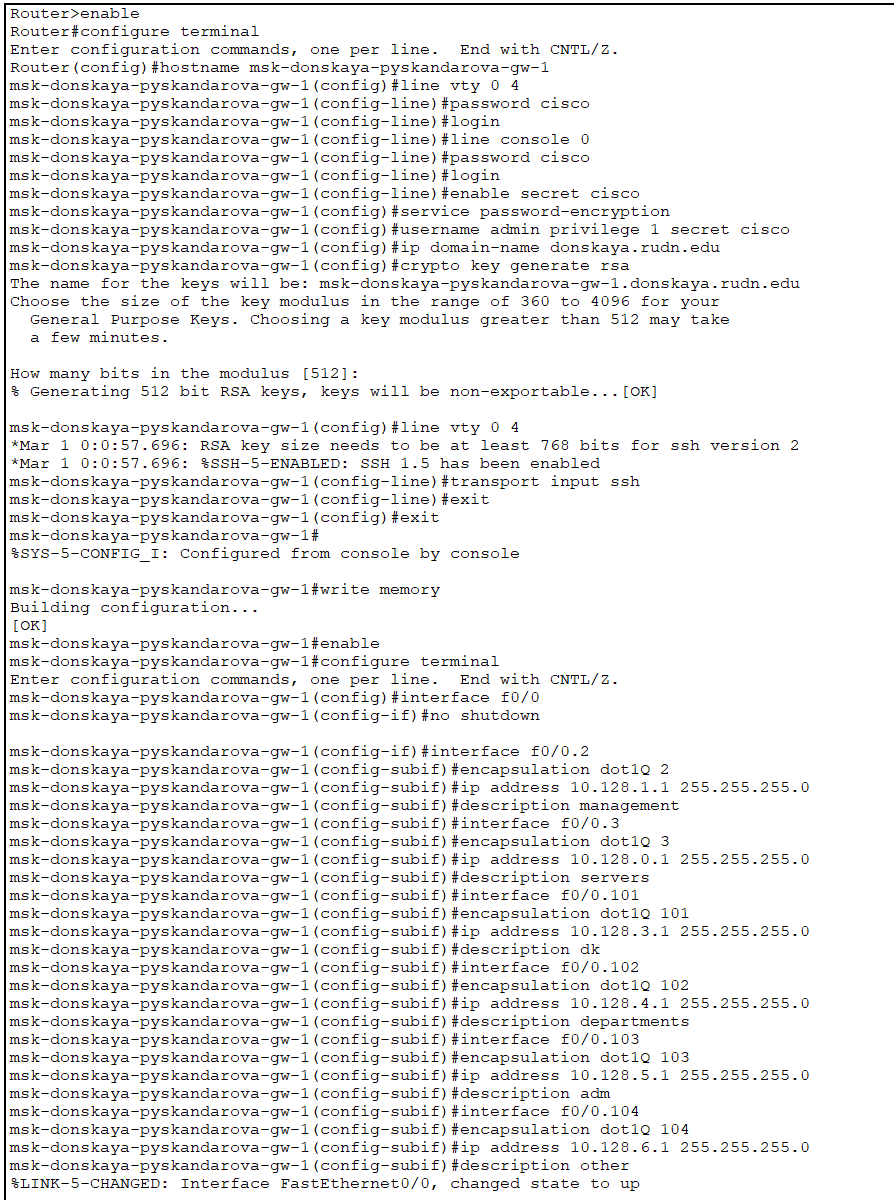 Router>enable
Router#configure terminal
Enter configuration commands, one per line.  End with CNTL/Z.
Router(config)#hostname msk-donskaya-pyskandarova-gw-1
msk-donskaya-pyskandarova-gw-1(config)#line vty 0 4
msk-donskaya-pyskandarova-gw-1(config-line)#password cisco
msk-donskaya-pyskandarova-gw-1(config-line)#login
msk-donskaya-pyskandarova-gw-1(config-line)#line console 0
msk-donskaya-pyskandarova-gw-1(config-line)#password cisco
msk-donskaya-pyskandarova-gw-1(config-line)#login
msk-donskaya-pyskandarova-gw-1(config-line)#enable secret cisco
msk-donskaya-pyskandarova-gw-1(config)#service password-encryption
msk-donskaya-pyskandarova-gw-1(config)#username admin privilege 1 secret cisco
msk-donskaya-pyskandarova-gw-1(config)#ip domain-name donskaya.rudn.edu
msk-donskaya-pyskandarova-gw-1(config)#crypto key generate rsa
The name for the keys will be: msk-donskaya-pyskandarova-gw-1.donskaya.rudn.edu
Choose the size of the key modulus in the range of 360 to 4096 for your
  General Purpose Keys. Choosing a key modulus greater than 512 may take
  a few minutes.

How many bits in the modulus [512]:
% Generating 512 bit RSA keys, keys will be non-exportable...[OK]

msk-donskaya-pyskandarova-gw-1(config)#line vty 0 4
*Mar 1 0:0:57.696: RSA key size needs to be at least 768 bits for ssh version 2
*Mar 1 0:0:57.696: %SSH-5-ENABLED: SSH 1.5 has been enabled
msk-donskaya-pyskandarova-gw-1(config-line)#transport input ssh
msk-donskaya-pyskandarova-gw-1(config-line)#exit
msk-donskaya-pyskandarova-gw-1(config)#exit
msk-donskaya-pyskandarova-gw-1#
%SYS-5-CONFIG_I: Configured from console by console

msk-donskaya-pyskandarova-gw-1#write memory
Building configuration...
[OK]
msk-donskaya-pyskandarova-gw-1#enable
msk-donskaya-pyskandarova-gw-1#configure terminal
Enter configuration commands, one per line.  End with CNTL/Z.
msk-donskaya-pyskandarova-gw-1(config)#interface f0/0
msk-donskaya-pyskandarova-gw-1(config-if)#no shutdown

msk-donskaya-pyskandarova-gw-1(config-if)#interface f0/0.2
msk-donskaya-pyskandarova-gw-1(config-subif)#encapsulation dot1Q 2
msk-donskaya-pyskandarova-gw-1(config-subif)#ip address 10.128.1.1 255.255.255.0
msk-donskaya-pyskandarova-gw-1(config-subif)#description management
msk-donskaya-pyskandarova-gw-1(config-subif)#interface f0/0.3
msk-donskaya-pyskandarova-gw-1(config-subif)#encapsulation dot1Q 3
msk-donskaya-pyskandarova-gw-1(config-subif)#ip address 10.128.0.1 255.255.255.0
msk-donskaya-pyskandarova-gw-1(config-subif)#description servers
msk-donskaya-pyskandarova-gw-1(config-subif)#interface f0/0.101
msk-donskaya-pyskandarova-gw-1(config-subif)#encapsulation dot1Q 101
msk-donskaya-pyskandarova-gw-1(config-subif)#ip address 10.128.3.1 255.255.255.0
msk-donskaya-pyskandarova-gw-1(config-subif)#description dk
msk-donskaya-pyskandarova-gw-1(config-subif)#interface f0/0.102
msk-donskaya-pyskandarova-gw-1(config-subif)#encapsulation dot1Q 102
msk-donskaya-pyskandarova-gw-1(config-subif)#ip address 10.128.4.1 255.255.255.0
msk-donskaya-pyskandarova-gw-1(config-subif)#description departments
msk-donskaya-pyskandarova-gw-1(config-subif)#interface f0/0.103
msk-donskaya-pyskandarova-gw-1(config-subif)#encapsulation dot1Q 103
msk-donskaya-pyskandarova-gw-1(config-subif)#ip address 10.128.5.1 255.255.255.0
msk-donskaya-pyskandarova-gw-1(config-subif)#description adm
msk-donskaya-pyskandarova-gw-1(config-subif)#interface f0/0.104
msk-donskaya-pyskandarova-gw-1(config-subif)#encapsulation dot1Q 104
msk-donskaya-pyskandarova-gw-1(config-subif)#ip address 10.128.6.1 255.255.255.0
msk-donskaya-pyskandarova-gw-1(config-subif)#description other
%LINK-5-CHANGED: Interface FastEthernet0/0, changed state to up